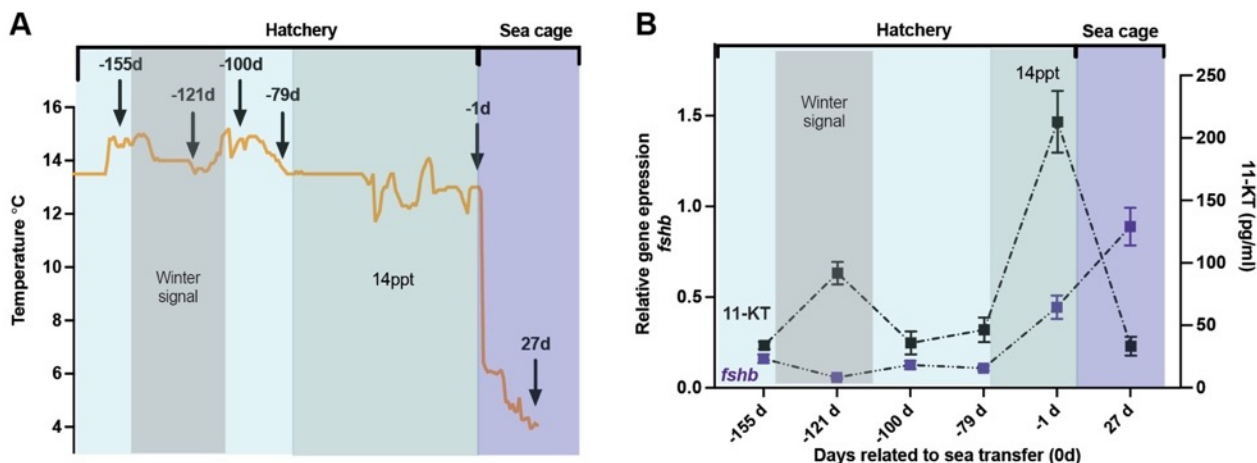 A
Hatchery
Sea cage
-155d
-100d
-121d
-79d
-1d
27d
16
14
12
10
8
6
4
Temperature °C
Winter
signal
14ppt
B
Hatchery
Sea cage
14ppt
Winter
signal
1.5
1.0
0.5
0.0
Relative gene epression
fshb
250
200
150
100
50
0
11-KT (pg/ml)
11-KT
fshb
-155 d
-121 d
-100 d
-79 d
-1 d
27 d
Days related to sea transfer (0d)